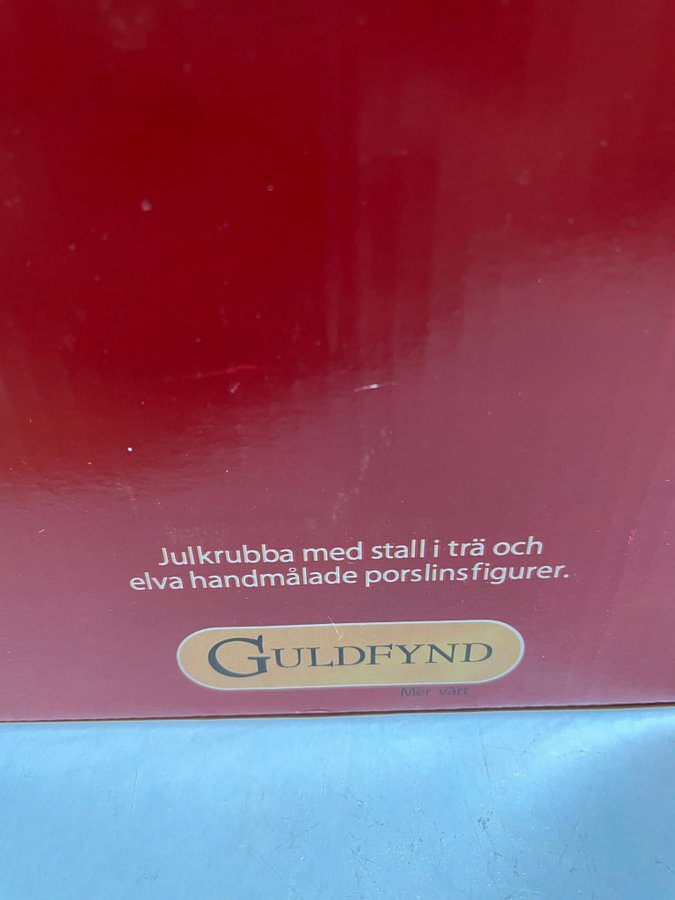 Julkrubba med stall i trä och
elva handmålade porslinsfigurer.
GULDFYND
Mer värt